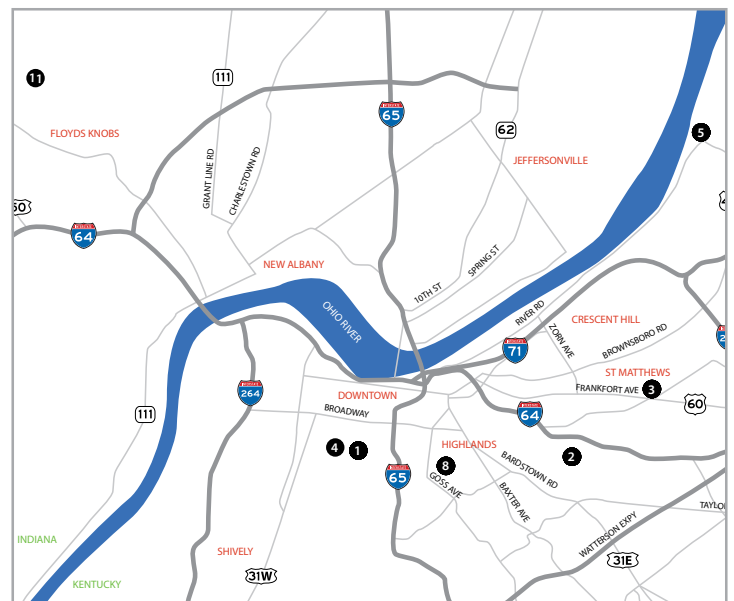 11
111
65
FLOYDS KNOBS
62
5
JEFFERSONVILLE
GRANT LINE RD
CHARLESTOWN RD
64
NEW ALBANY
SPRING ST
10TH ST
OHIO RIVER
RIVER RD
CRESCENT HILL
ZORN AVE
BROWNSBORO RD
71
ST MATTHEWS
FRANKFORT AVE
3
264
DOWNTOWN
60
BROADWAY
111
64
HIGHLANDS
4
1
2
8
BARDSTOWN RD
65
GOSS AVE
BAXTER AVE
WATTERSON EXPY
INDIANA
SHIVELY
31W
31E
KENTUCKY